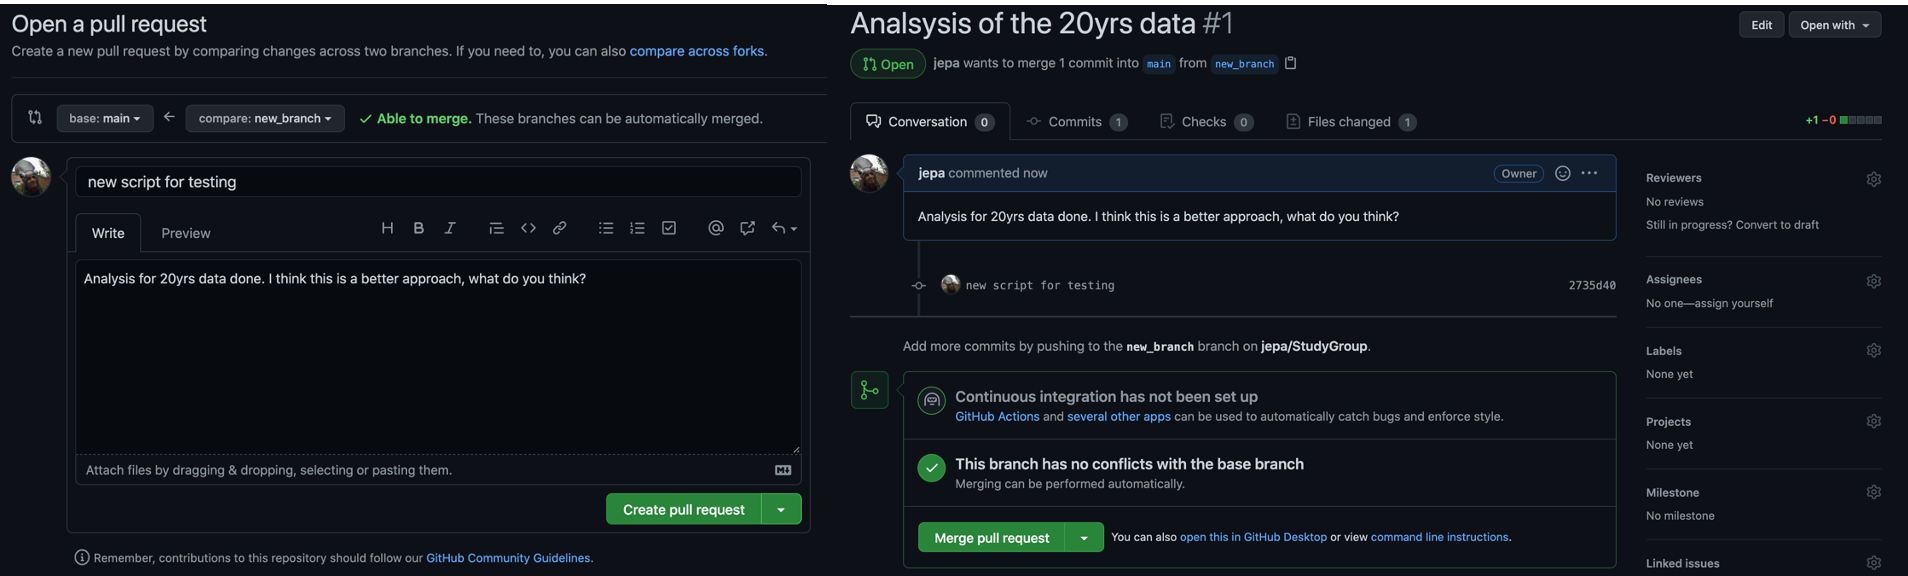 Open a pull request
Create a new pull request by comparing changes across two branches. If you need to, you can also compare across forks.
base: main
compare: new_branch
Able to merge. These branches can be automatically merged.
new script for testing
Write
Preview
Analysis for 20yrs data done. I think this is a better approach, what do you think?
Attach files by dragging & dropping, selecting or pasting them.
Create pull request
Remember, contributions to this repository should follow our GitHub Community Guidelines.
Analsysis of the 20yrs data #1
Edit
Open with
Open
jepa wants to merge 1 commit into main from new_branch
Conversation 0
Commits 1
Checks 0
Files changed 1
+1 −0
jepa commented now
Owner
Analysis for 20yrs data done. I think this is a better approach, what do you think?
new script for testing
2735d40
Add more commits by pushing to the new_branch branch on jepa/StudyGroup.
Continuous integration has not been set up
GitHub Actions and several other apps can be used to automatically catch bugs and enforce style.
This branch has no conflicts with the base branch
Merging can be performed automatically.
Merge pull request
You can also open this in GitHub Desktop or view command line instructions.
Reviewers
No reviews
Still in progress? Convert to draft
Assignees
No one—assign yourself
Labels
None yet
Projects
None yet
Milestone
No milestone
Linked issues